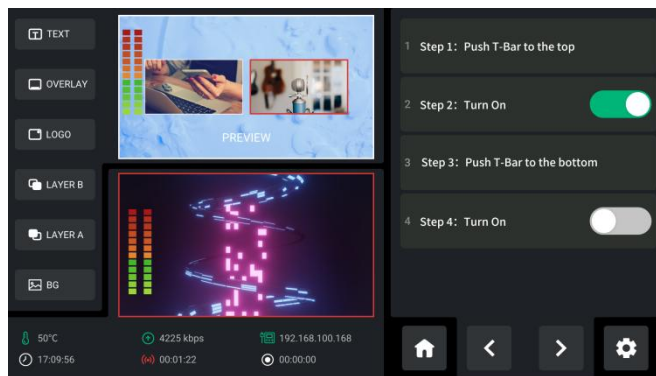 TEXT
OVERLAY
LOGO
LAYER B
LAYER A
BG
PREVIEW
50°C
4225 kbps
192.168.100.168
17:09:56
00:01:22
00:00:00
1 Step 1: Push T-Bar to the top
2 Step 2: Turn On
3 Step 3: Push T-Bar to the bottom
4 Step 4: Turn On